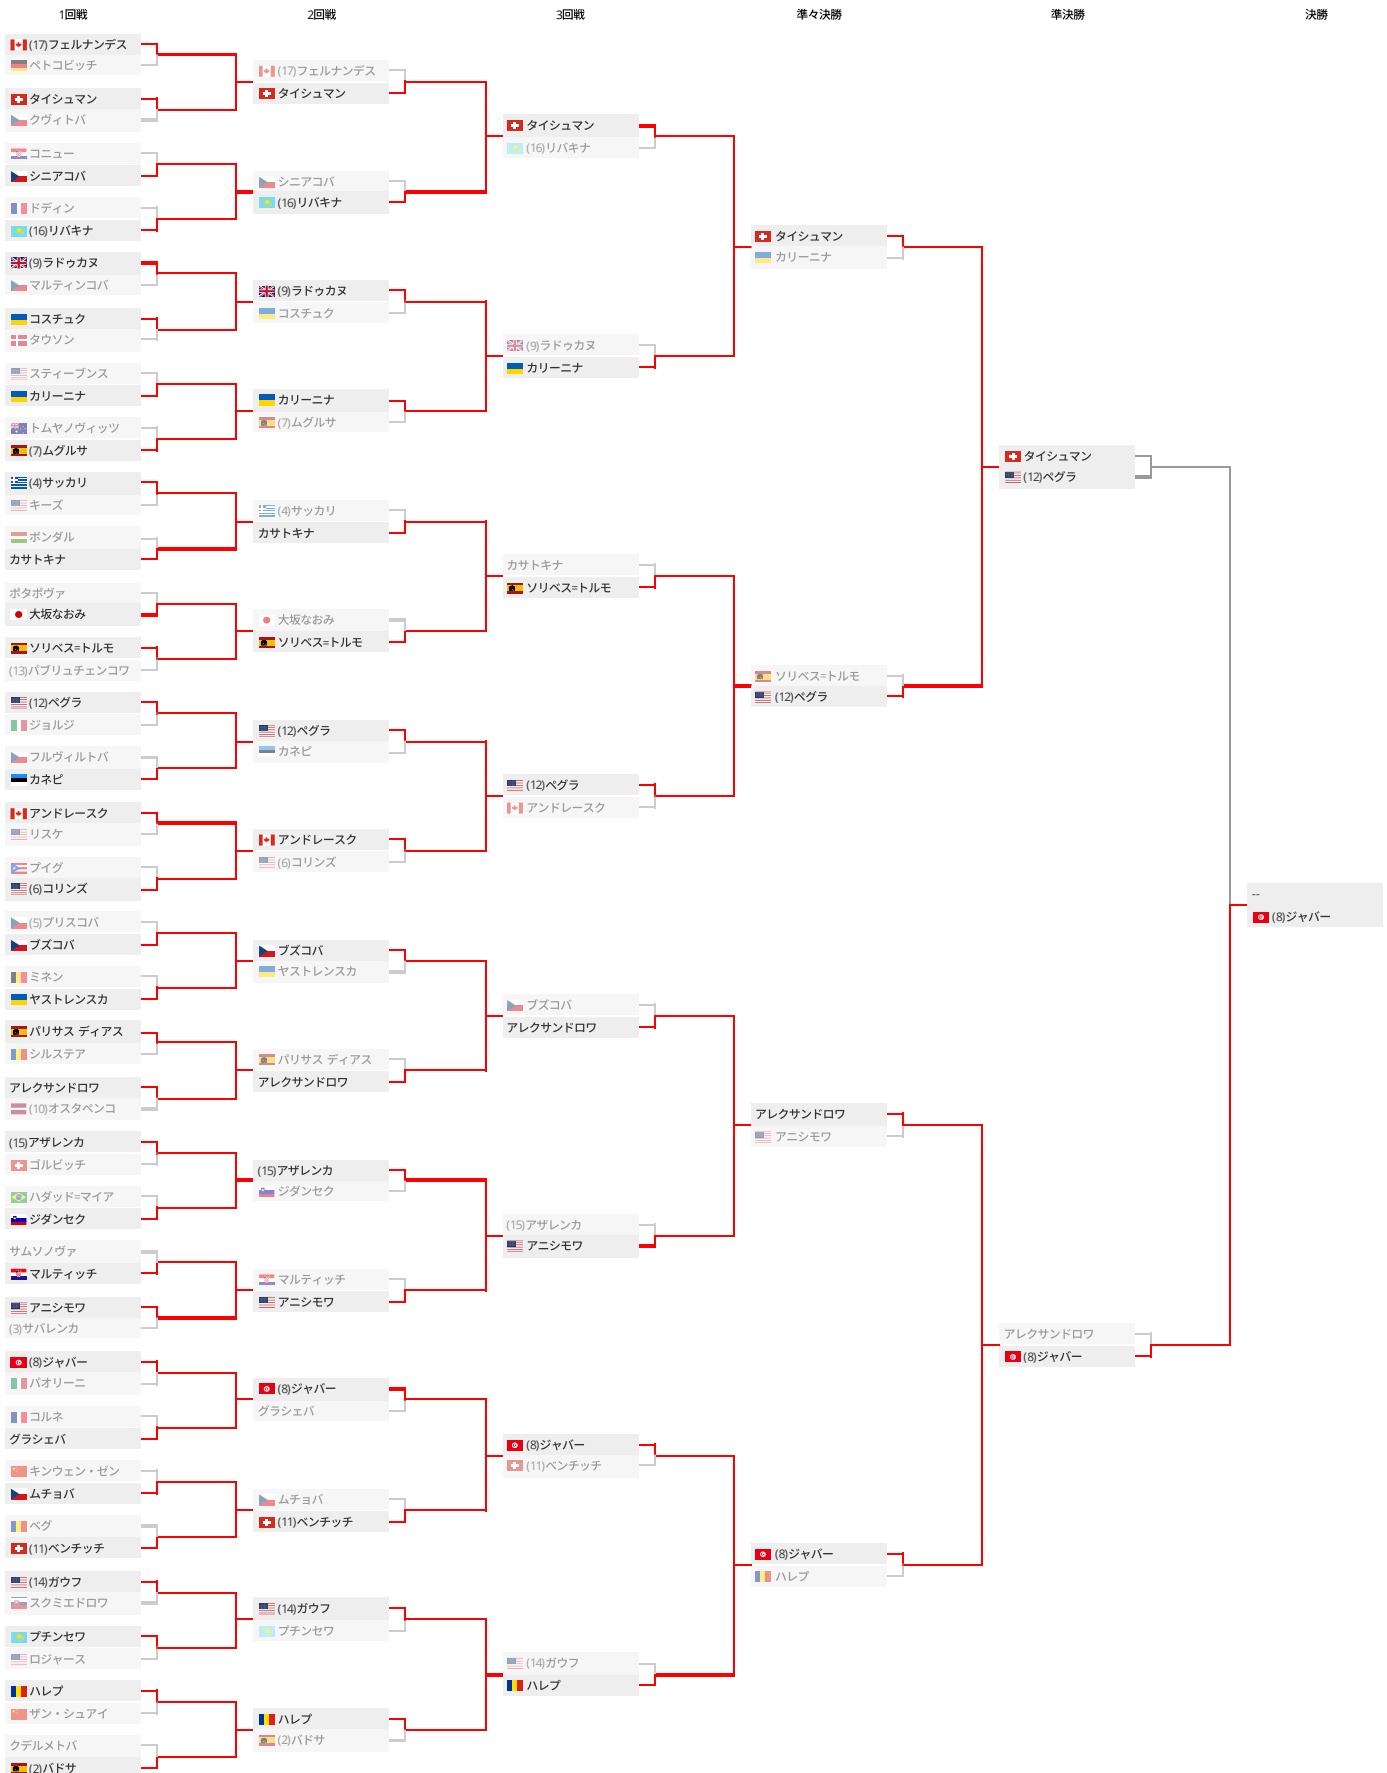 1回戦
2回戦
3回戦
準々決勝
準決勝
決勝
(17)フェルナンデス
ペトコビッチ
タイシュマン
クヴィトバ
コニュー
シニアコバ
ドディン
(16)リバキナ
(9)ラドゥカヌ
マルティンコバ
コスチュク
タウソン
スティーブンス
カリーニナ
トムヤノヴィッツ
(7)ムグルサ
(4)サッカリ
キーズ
ボンダル
カサトキナ
ポタポヴァ
大坂なおみ
ソリベス=トルモ
(13)パブリュチェンコワ
(12)ペグラ
ジョルジ
フルヴィルトバ
カネピ
アンドレースク
リスケ
プイグ
(6)コリンズ
(5)プリスコバ
ブズコバ
ミネン
ヤストレンスカ
パリサス ディアス
シルステア
アレクサンドロワ
(10)オスタペンコ
(15)アザレンカ
ゴルビッチ
ハダッド=マイア
ジダンセク
サムソノヴァ
マルティッチ
アニシモワ
(3)サバレンカ
(8)ジャバー
パオリーニ
コルネ
グラシェバ
キンウェン・ゼン
ムチョバ
ベグ
(11)ベンチッチ
(14)ガウフ
スクミエドロワ
プチンセワ
ロジャース
ハレプ
ザン・シュアイ
クデルメトバ
(2)バドサ
(17)フェルナンデス
タイシュマン
シニアコバ
(16)リバキナ
(9)ラドゥカヌ
コスチュク
カリーニナ
(7)ムグルサ
(4)サッカリ
カサトキナ
大坂なおみ
ソリベス=トルモ
(12)ペグラ
カネピ
アンドレースク
(6)コリンズ
ブズコバ
ヤストレンスカ
パリサス ディアス
アレクサンドロワ
(15)アザレンカ
ジダンセク
マルティッチ
アニシモワ
(8)ジャバー
グラシェバ
ムチョバ
(11)ベンチッチ
(14)ガウフ
プチンセワ
ハレプ
(2)バドサ
タイシュマン
(16)リバキナ
(9)ラドゥカヌ
カリーニナ
カサトキナ
ソリベス=トルモ
(12)ペグラ
アンドレースク
ブズコバ
アレクサンドロワ
(15)アザレンカ
アニシモワ
(8)ジャバー
(11)ベンチッチ
(14)ガウフ
ハレプ
タイシュマン
カリーニナ
ソリベス=トルモ
(12)ペグラ
アレクサンドロワ
アニシモワ
(8)ジャバー
ハレプ
タイシュマン
(12)ペグラ
アレクサンドロワ
(8)ジャバー
--
(8)ジャバー